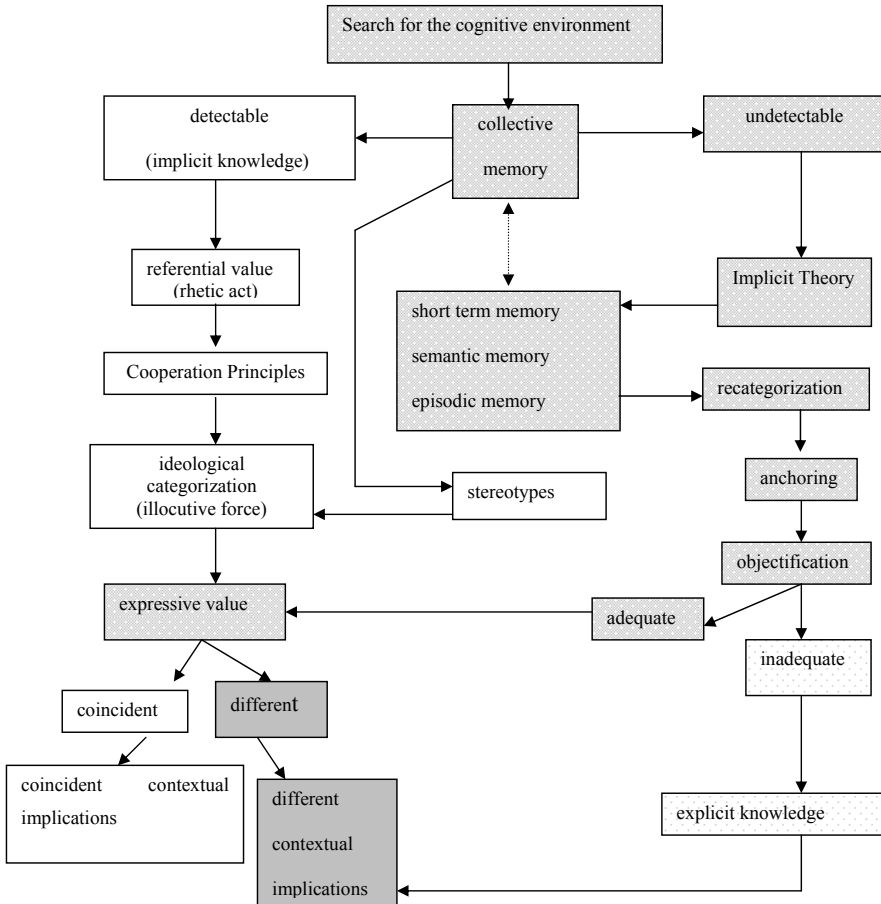 Search for the cognitive environment
detectable
(implicit knowledge)
collective
memory
undetectable
referential value
(rhetic act)
Implicit Theory
short term memory
semantic memory
episodic memory
Cooperation Principles
recategorization
ideological
categorization
(illocutive force)
stereotypes
anchoring
objectification
expressive value
adequate
inadequate
coincident
different
coincident contextual
implications
different
contextual
implications
explicit knowledge